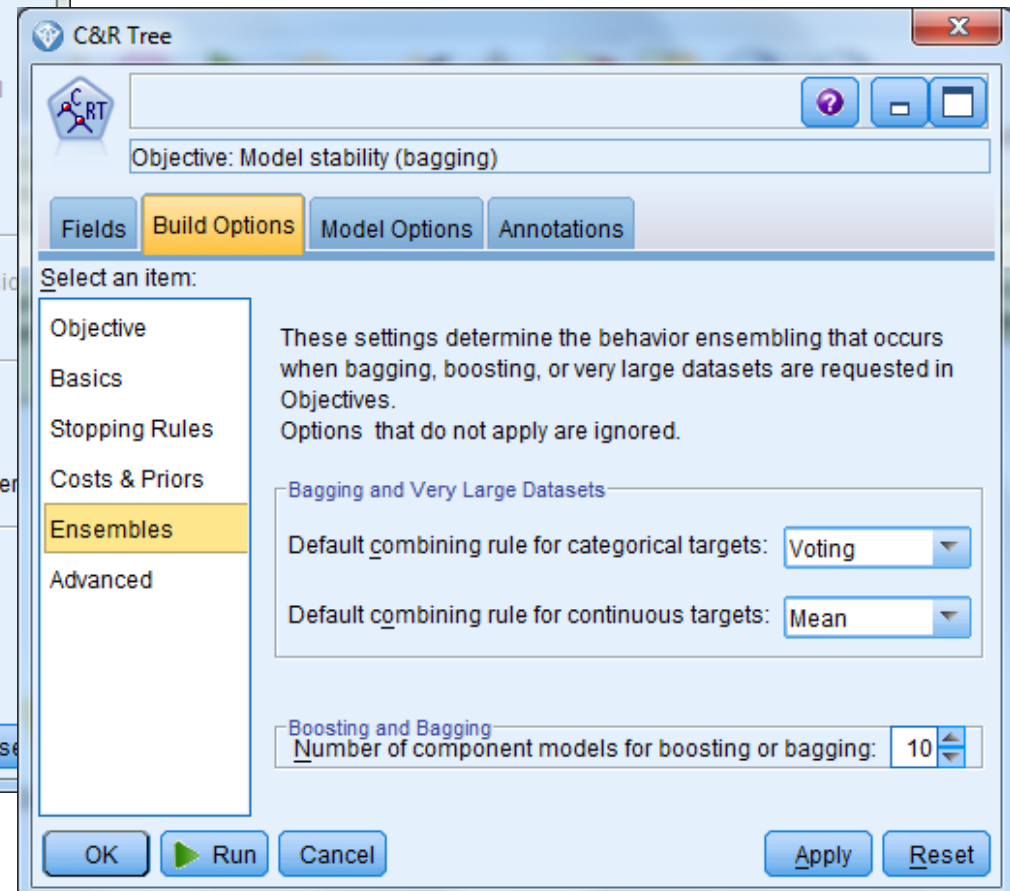 C&R Tree
X
C
RT
?
Objective: Model stability (bagging)
Fields
Build Options
Model Options
Annotations
Select an item:
Objective
Basics
Stopping Rules
Costs & Priors
Ensembles
Advanced
These settings determine the behavior ensembling that occurs
when bagging, boosting, or very large datasets are requested in
Objectives.
Options that do not apply are ignored.
Bagging and Very Large Datasets
Default combining rule for categorical targets: Voting
Default combining rule for continuous targets: Mean
Boosting and Bagging
Number of component models for boosting or bagging: 10
OK
Run
Cancel
Apply
Reset